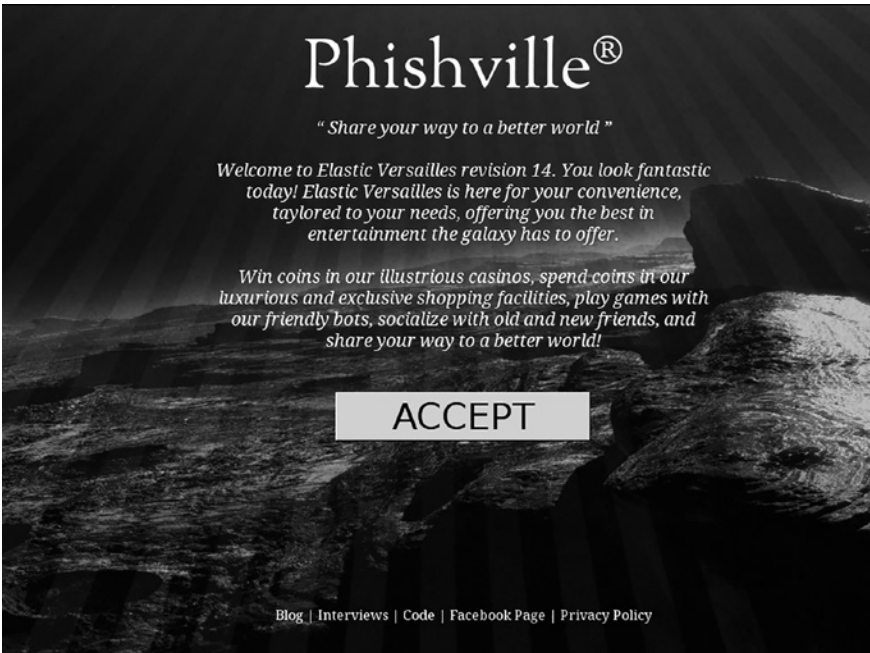 Phishville®
“ Share your way to a better world ”
Welcome to Elastic Versailles revision 14. You look fantastic
today! Elastic Versailles is here for your convenience,
taylored to your needs, offering you the best in
entertainment the galaxy has to offer.
Win coins in our illustrious casinos, spend coins in our
luxurious and exclusive shopping facilities, play games with
our friendly bots, socialize with old and new friends, and
share your way to a better world!
ACCEPT
Blog | Interviews | Code | Facebook Page | Privacy Policy